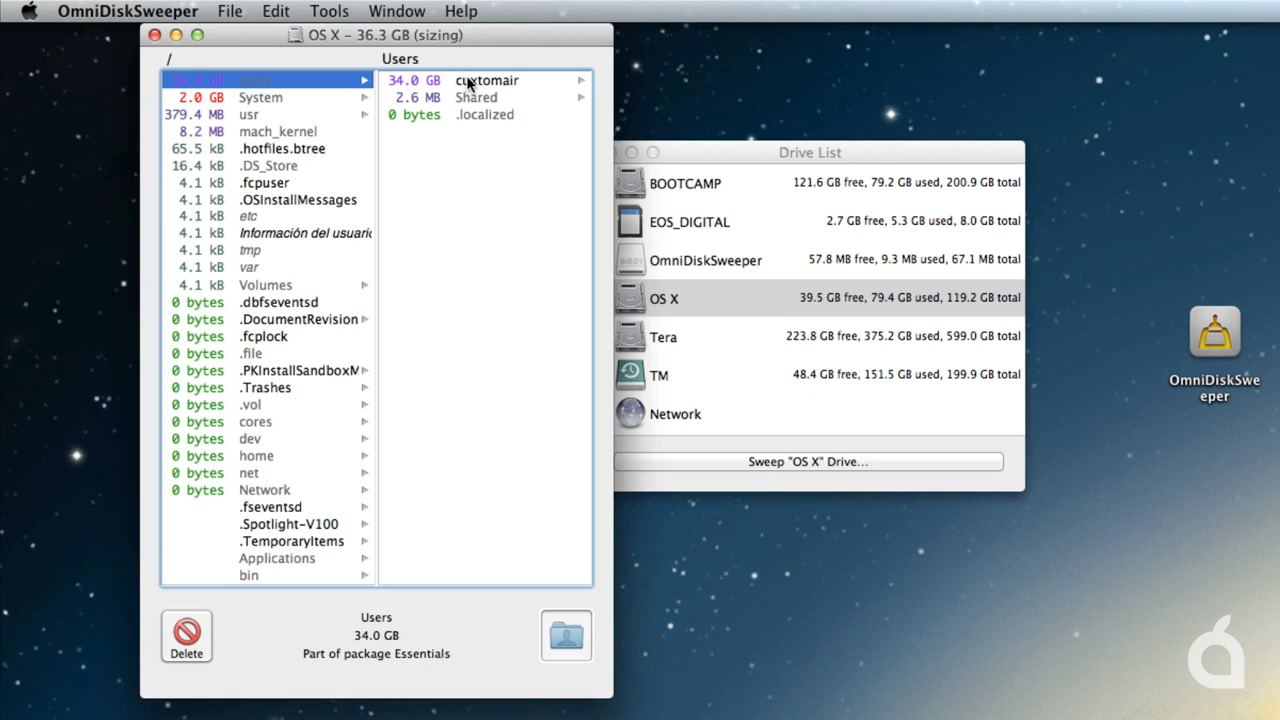 OmniDiskSweeper File Edit Tools Window Help
OS X – 36.3 GB (sizing)
/ Users
34.0 GB Users
2.0 GB System
379.4 MB usr
8.2 MB mach_kernel
65.5 kB .hotfiles.btree
16.4 kB .DS_Store
4.1 kB .fcpuser
4.1 kB .OSInstallMessages
4.1 kB etc
4.1 kB Información del usuario
4.1 kB tmp
4.1 kB var
4.1 kB Volumes
0 bytes .dbfseventsd
0 bytes .DocumentRevision
0 bytes .fcplock
0 bytes .file
0 bytes .PKInstallSandboxM
0 bytes .Trashes
0 bytes .vol
0 bytes cores
0 bytes dev
0 bytes home
0 bytes net
0 bytes Network
.fseventsd
.Spotlight-V100
.TemporaryItems
Applications
bin
34.0 GB customair
2.6 MB Shared
0 bytes .localized
Delete
Users
34.0 GB
Part of package Essentials
Drive List
BOOTCAMP 121.6 GB free, 79.2 GB used, 200.9 GB total
EOS_DIGITAL 2.7 GB free, 5.3 GB used, 8.0 GB total
OmniDiskSweeper 57.8 MB free, 9.3 MB used, 67.1 MB total
OS X 39.5 GB free, 79.4 GB used, 119.2 GB total
Tera 223.8 GB free, 375.2 GB used, 599.0 GB total
TM 48.4 GB free, 151.5 GB used, 199.9 GB total
Network
Sweep "OS X" Drive...
OmniDiskSwe
eper